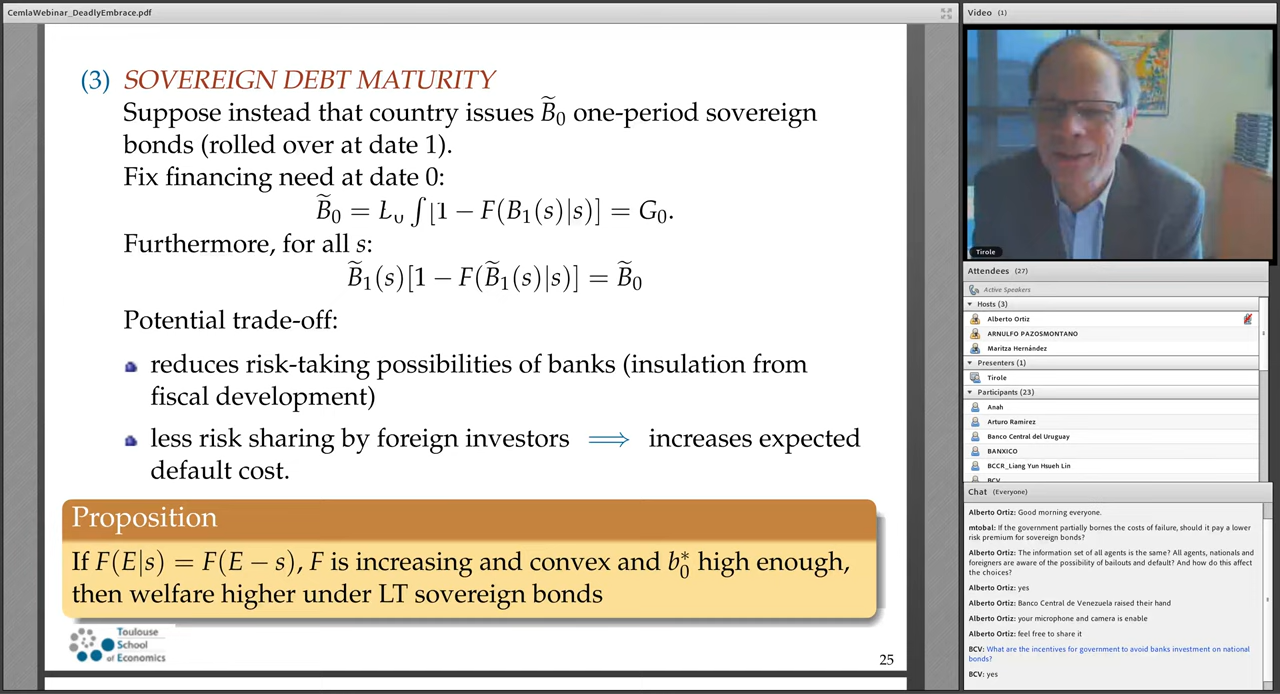 CemlaWebinar_DeadlyEmbrace.pdf
(3) SOVEREIGN DEBT MATURITY
Suppose instead that country issues B̃₀ one-period sovereign
bonds (rolled over at date 1).
Fix financing need at date 0:
B̃₀ = L₀ ∫ [1 − F(B₁(s)|s)] = G₀.
Furthermore, for all s:
B̃₁(s)[1 − F(B̃₁(s)|s)] = B̃₀
Potential trade-off:
reduces risk-taking possibilities of banks (insulation from
fiscal development)
less risk sharing by foreign investors ⟹ increases expected
default cost.
Proposition
If F(E|s) = F(E − s), F is increasing and convex and b₀* high enough,
then welfare higher under LT sovereign bonds
Toulouse
School
of Economics
25
Video (1)
Tirole
Attendees (27)
Active Speakers
Hosts (3)
Alberto Ortiz
ARNULFO PAZOSMONTANO
Maritza Hernández
Presenters (1)
Tirole
Participants (23)
Anah
Arturo Ramirez
Banco Central del Uruguay
BANXICO
BCCR_Liang Yun Hsueh Lin
BCV
Chat (Everyone)
Alberto Ortiz: Good morning everyone.
mtobal: If the government partially bornes the costs of failure, should it pay a lower
risk premium for sovereign bonds?
Alberto Ortiz: The information set of all agents is the same? All agents, nationals and
foreigners are aware of the possibility of bailouts and default? And how do this affect
the choices?
Alberto Ortiz: yes
Alberto Ortiz: Banco Central de Venezuela raised their hand
Alberto Ortiz: your microphone and camera is enable
Alberto Ortiz: feel free to share it
BCV: What are the incentives for government to avoid banks investment on national
bonds?
BCV: yes